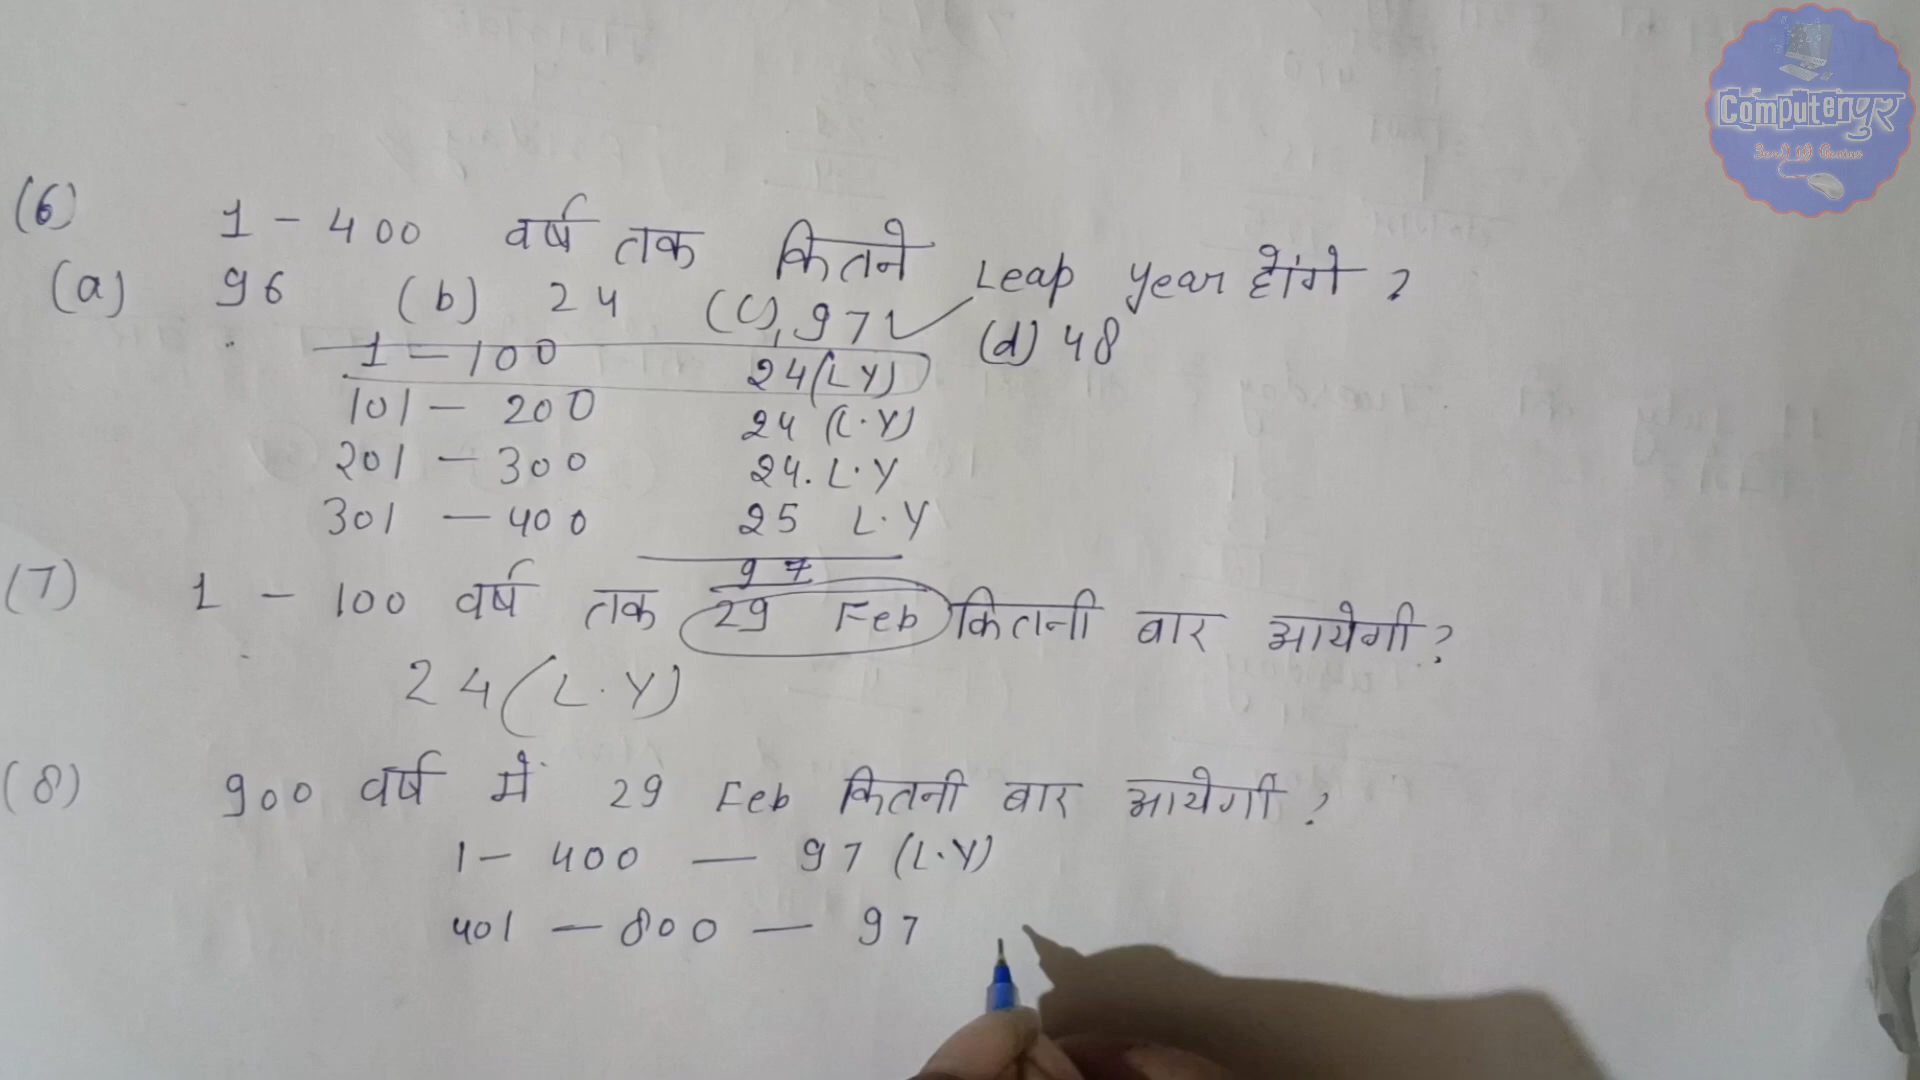 Computerपुर
(6) 1 - 400 वर्ष तक कितने Leap year होंगे ?
(a) 96 (b) 24 (c) 97 ✓ (d) 48
1 - 100 24 (L Y)
101 - 200 24 (L.Y)
201 - 300 24. L.Y
301 - 400 25 L.Y
97
(7) 1 - 100 वर्ष तक 29 Feb कितनी बार आयेगी ?
24 (L.Y)
(8) 900 वर्ष में 29 Feb कितनी बार आयेगी ?
1 - 400 — 97 (L.Y)
401 - 800 — 97